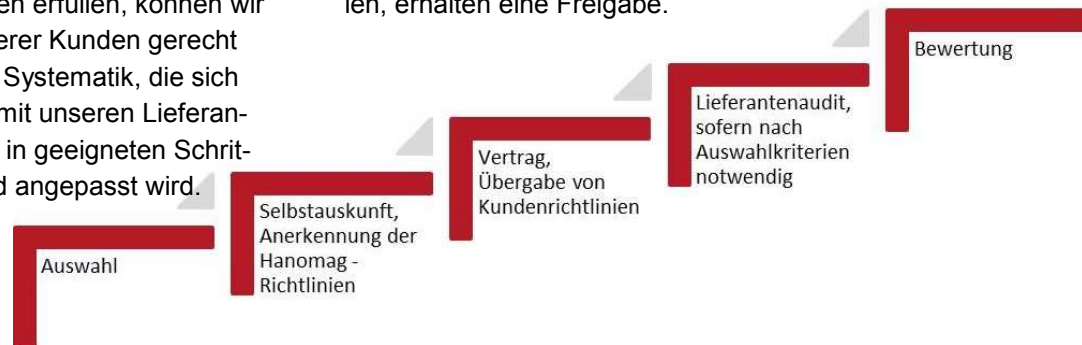 en erfüllen, können wir
erer Kunden gerecht
Systematik, die sich
mit unseren Lieferan-
in geeigneten Schrit-
d angepasst wird.
len, erhalten eine Freigabe.
Auswahl
Selbstauskunft,
Anerkennung der
Hanomag -
Richtlinien
Vertrag,
Übergabe von
Kundenrichtlinien
Lieferantenaudit,
sofern nach
Auswahlkriterien
notwendig
Bewertung